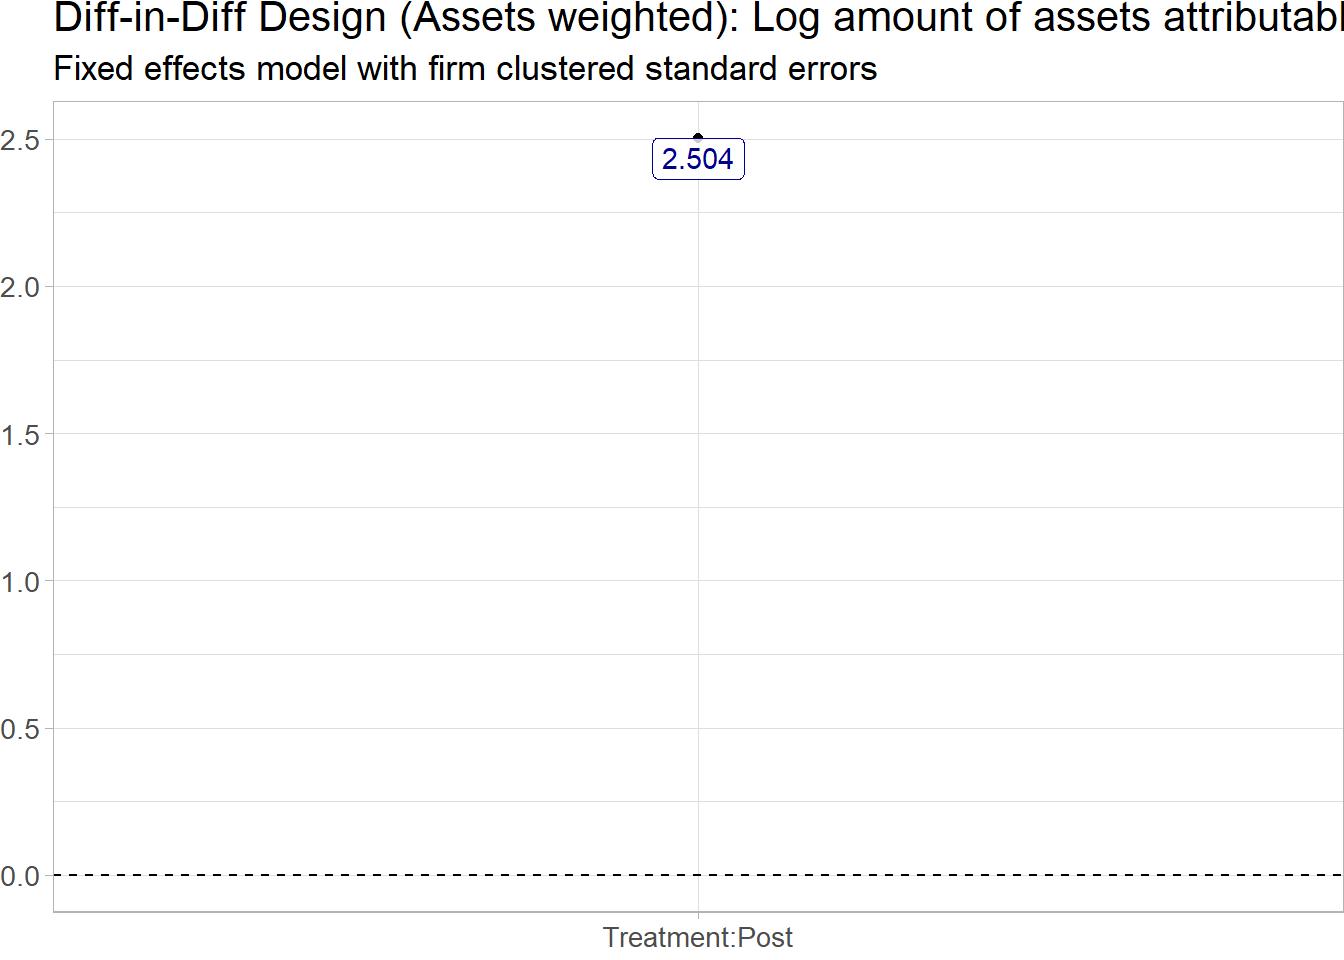 Diff-in-Diff Design (Assets weighted): Log amount of assets
Fixed effects model with firm clustered standard errors
2.5
2.504
2.0
1.5
1.0
0.5
0.0
Treatment:Post